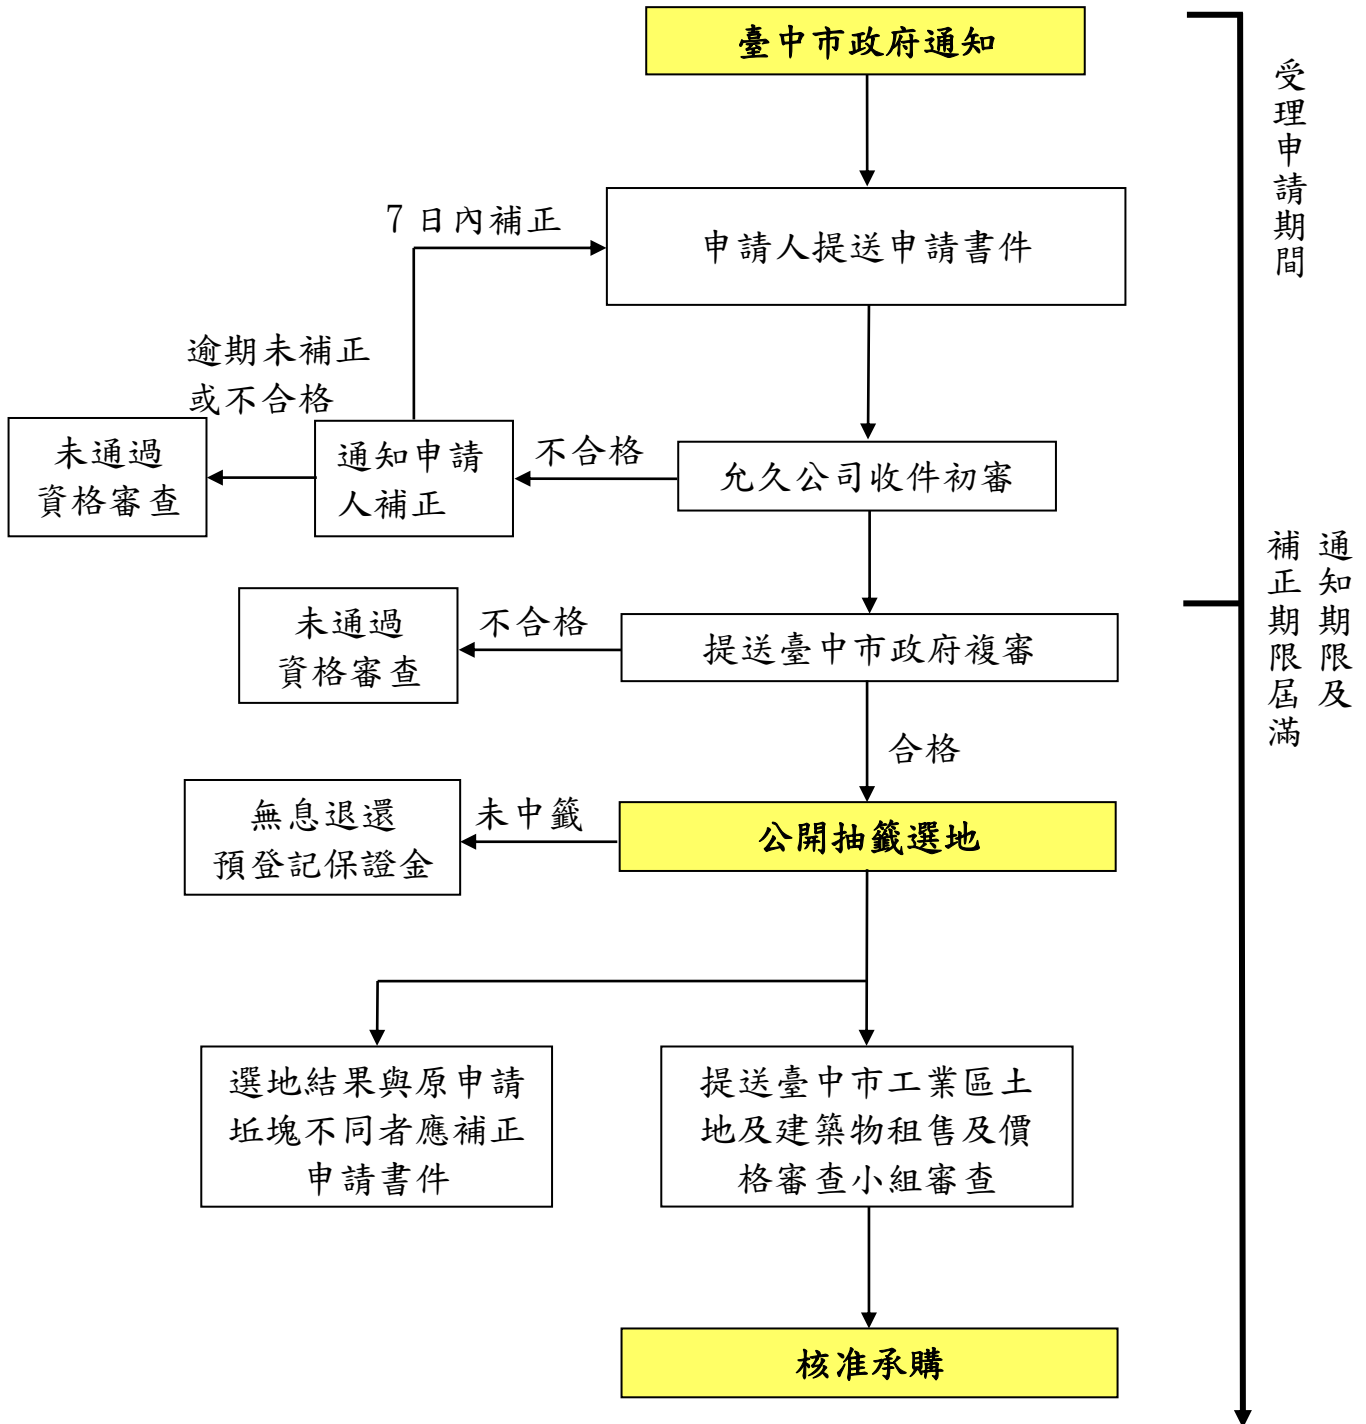 臺中市政府通知
受理申請期間
7日內補正
申請人提送申請書件
逾期未補正
或不合格
未通過
資格審查
通知申請
人補正
不合格
允久公司收件初審
通知期限及
補正期限屆滿
未通過
資格審查
不合格
提送臺中市政府複審
合格
無息退還
預登記保證金
未中籤
公開抽籤選地
選地結果與原申請
坵塊不同者應補正
申請書件
提送臺中市工業區土
地及建築物租售及價
格審查小組審查
核准承購